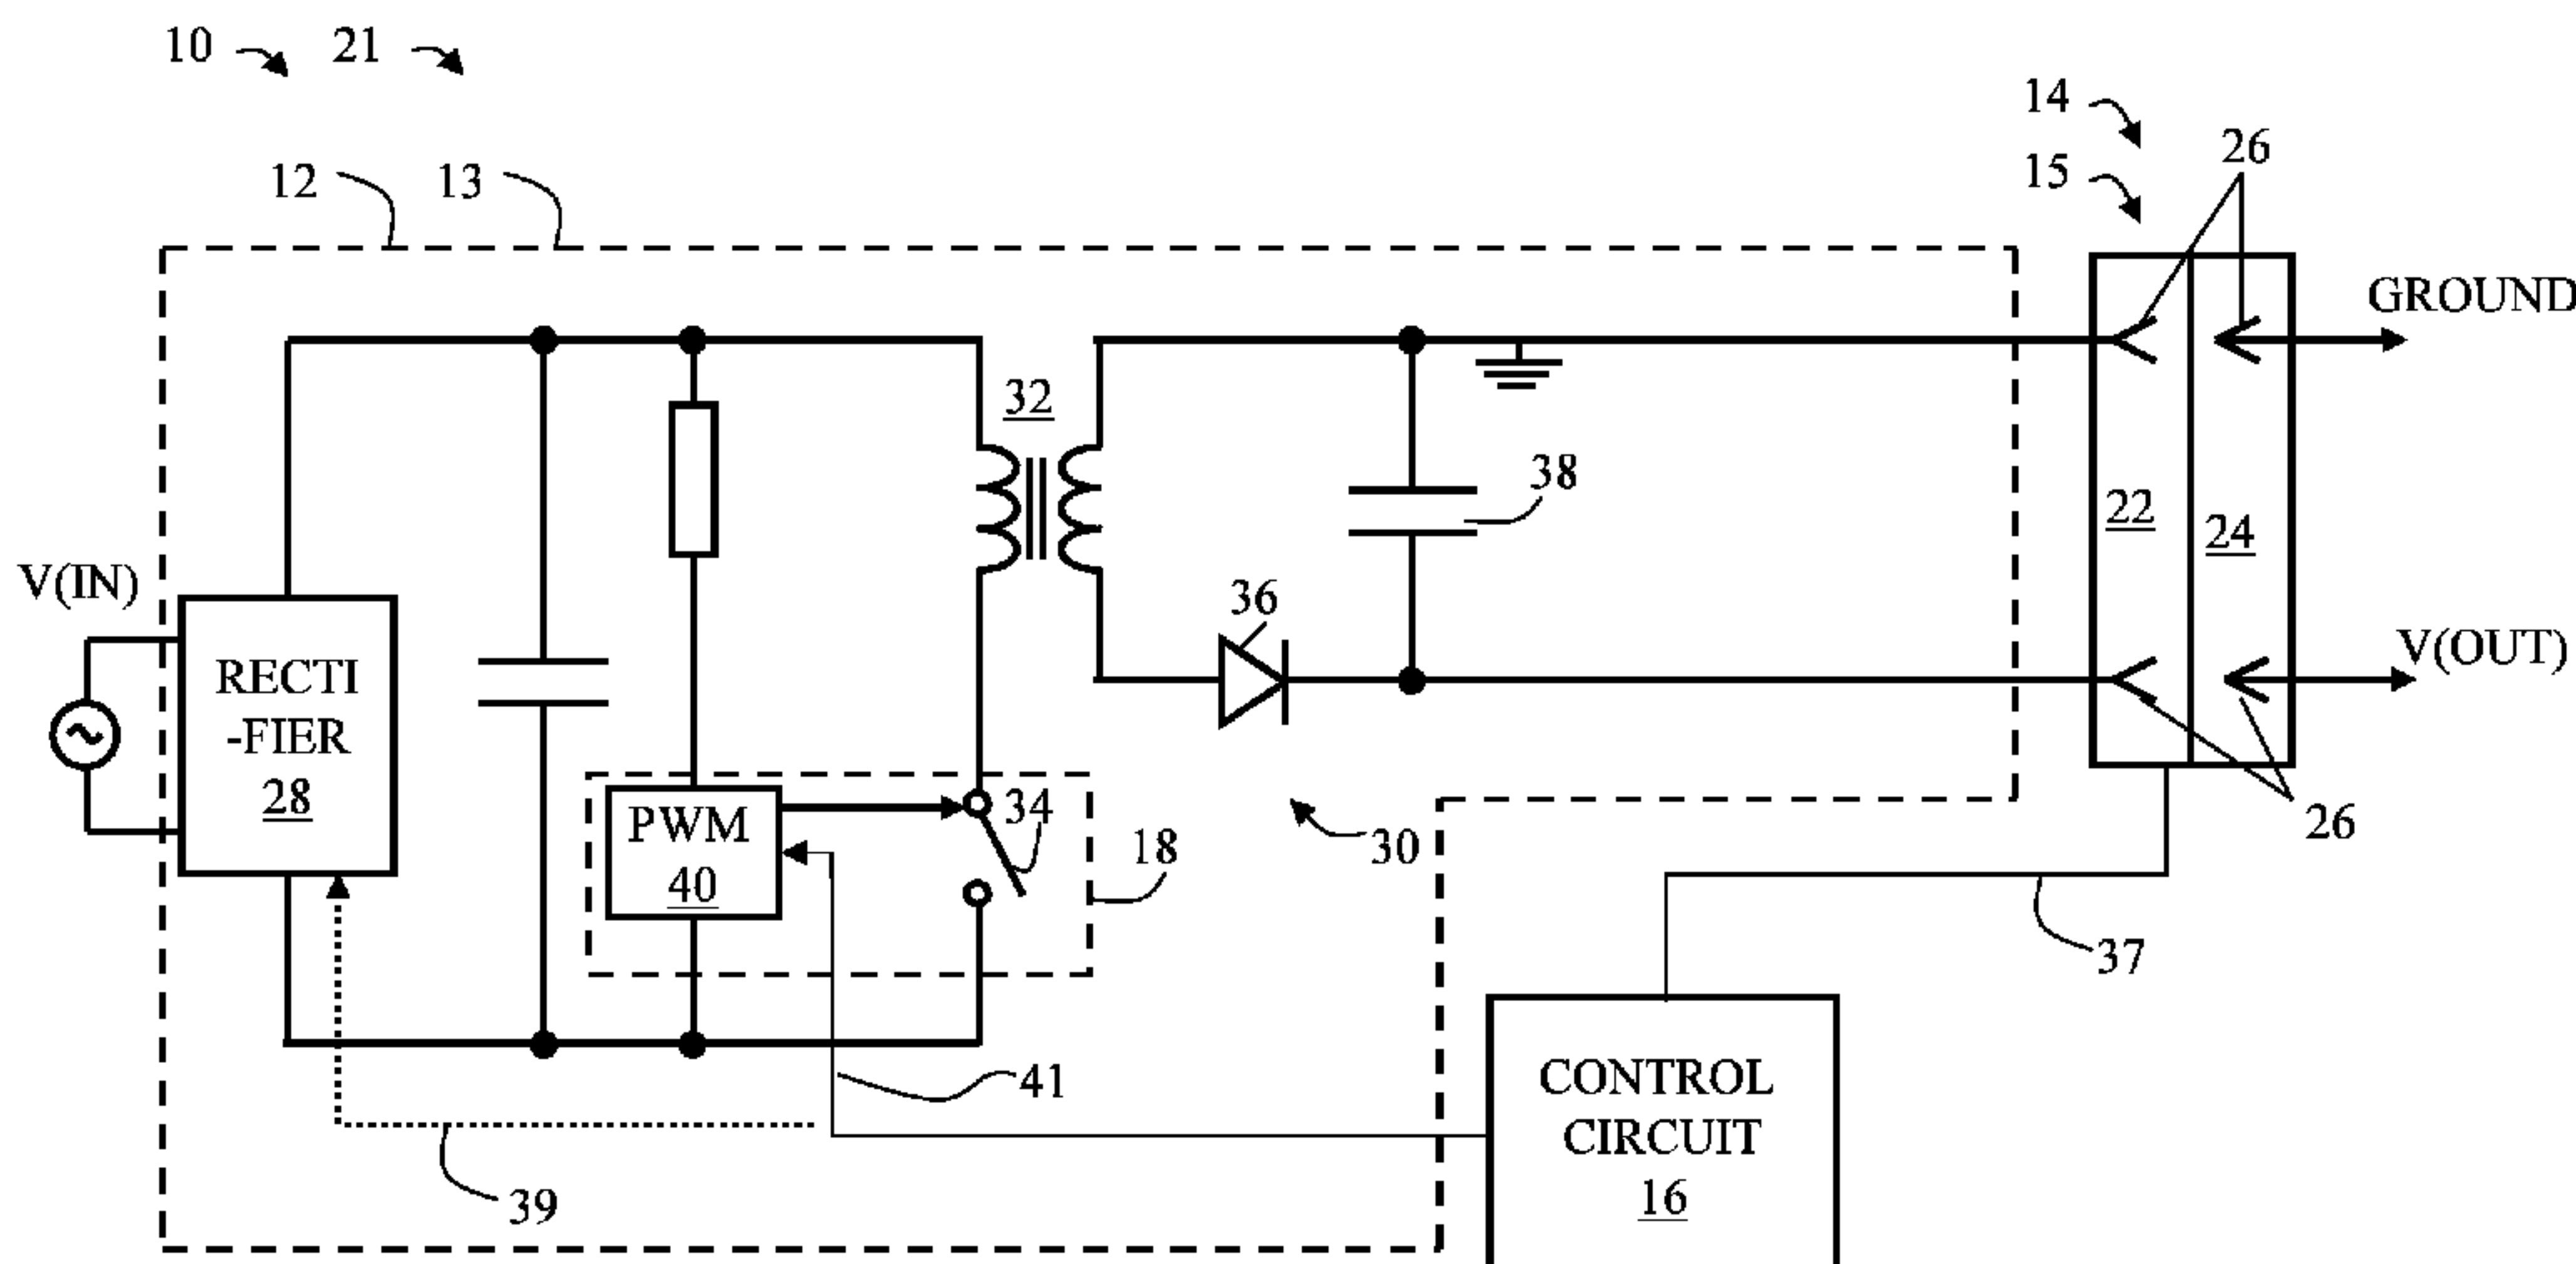 10
21
14
15
26
12
13
GROUND
32
38
22
24
V(IN)
36
V(OUT)
RECTI
-FIER
28
PWM
40
34
18
30
26
37
41
CONTROL
CIRCUIT
16
39